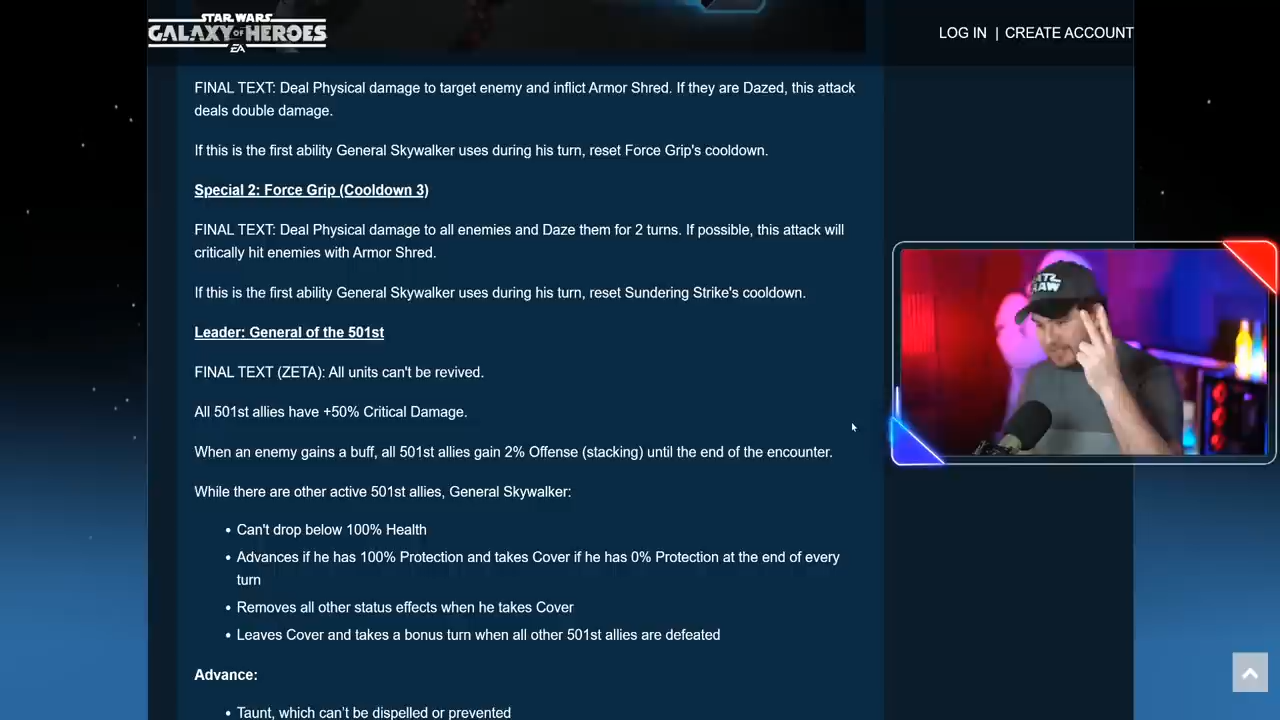 STAR WARS
GALAXY OF HEROES
EA
LOG IN | CREATE ACCOUNT
FINAL TEXT: Deal Physical damage to target enemy and inflict Armor Shred. If they are Dazed, this attack
deals double damage.
If this is the first ability General Skywalker uses during his turn, reset Force Grip's cooldown.
Special 2: Force Grip (Cooldown 3)
FINAL TEXT: Deal Physical damage to all enemies and Daze them for 2 turns. If possible, this attack will
critically hit enemies with Armor Shred.
If this is the first ability General Skywalker uses during his turn, reset Sundering Strike's cooldown.
Leader: General of the 501st
FINAL TEXT (ZETA): All units can't be revived.
All 501st allies have +50% Critical Damage.
When an enemy gains a buff, all 501st allies gain 2% Offense (stacking) until the end of the encounter.
While there are other active 501st allies, General Skywalker:
• Can't drop below 100% Health
• Advances if he has 100% Protection and takes Cover if he has 0% Protection at the end of every
turn
• Removes all other status effects when he takes Cover
• Leaves Cover and takes a bonus turn when all other 501st allies are defeated
Advance:
• Taunt, which can't be dispelled or prevented